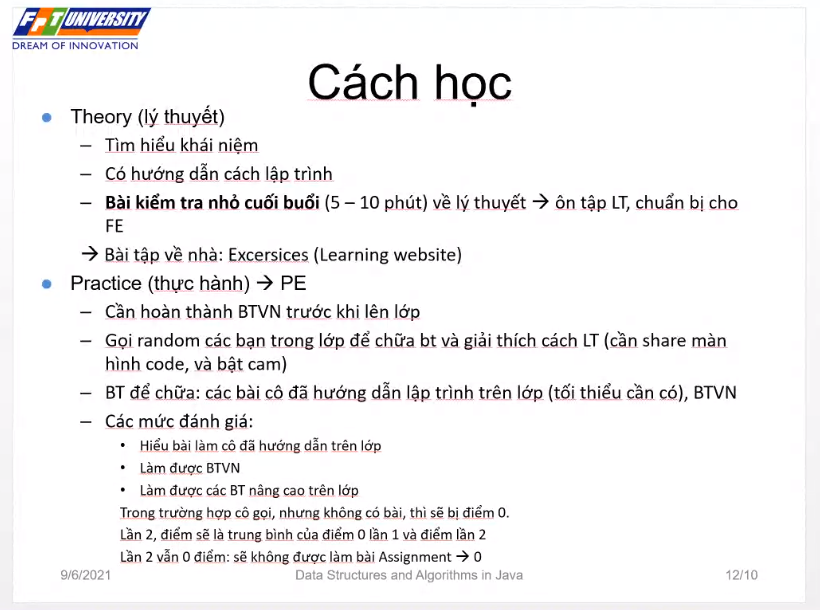 FPT UNIVERSITY
DREAM OF INNOVATION
Cách học
Theory (lý thuyết)
– Tìm hiểu khái niệm
– Có hướng dẫn cách lập trình
– Bài kiểm tra nhỏ cuối buổi (5 – 10 phút) về lý thuyết → ôn tập LT, chuẩn bị cho
FE
→ Bài tập về nhà: Excersices (Learning website)
Practice (thực hành) → PE
– Cần hoàn thành BTVN trước khi lên lớp
– Gọi random các bạn trong lớp để chữa bt và giải thích cách LT (cần share màn
hình code, và bật cam)
– BT để chữa: các bài cô đã hướng dẫn lập trình trên lớp (tối thiểu cần có), BTVN
– Các mức đánh giá:
• Hiểu bài làm cô đã hướng dẫn trên lớp
• Làm được BTVN
• Làm được các BT nâng cao trên lớp
Trong trường hợp cô gọi, nhưng không có bài, thì sẽ bị điểm 0.
Lần 2, điểm sẽ là trung bình của điểm 0 lần 1 và điểm lần 2
Lần 2 vẫn 0 điểm: sẽ không được làm bài Assignment → 0
9/6/2021
Data Structures and Algorithms in Java
12/10